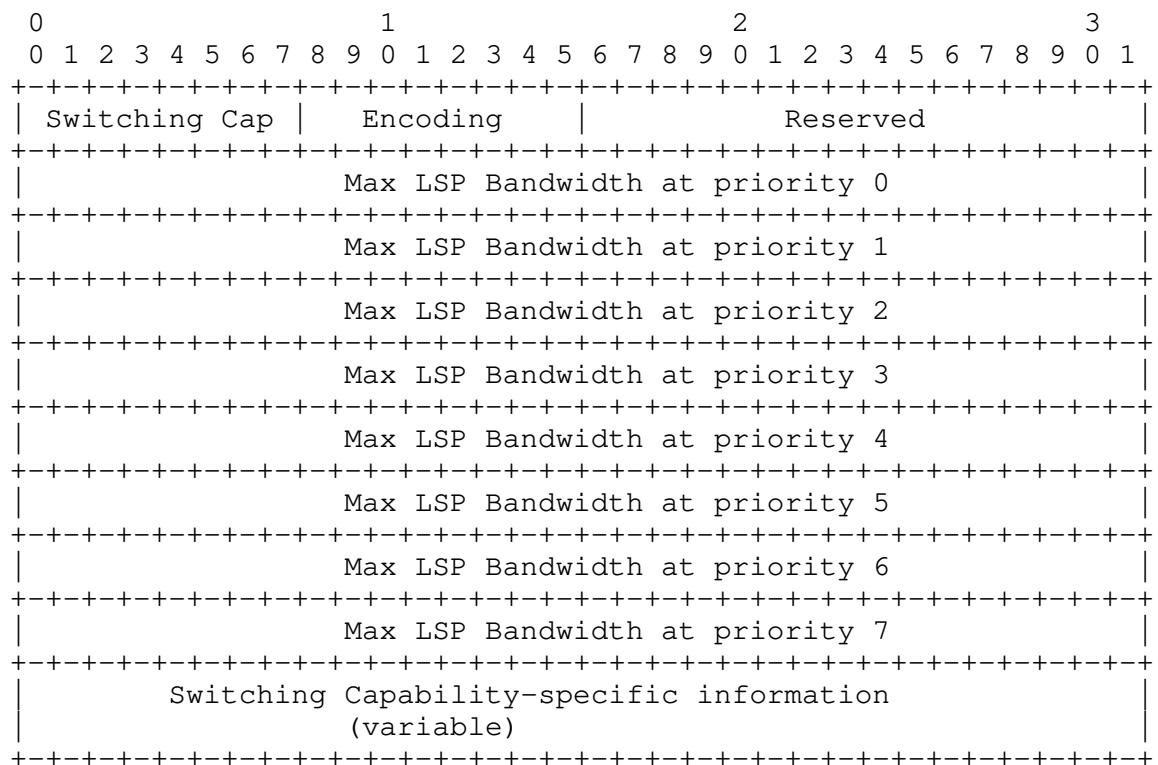 0                   1                   2                   3
 0 1 2 3 4 5 6 7 8 9 0 1 2 3 4 5 6 7 8 9 0 1 2 3 4 5 6 7 8 9 0 1
+-+-+-+-+-+-+-+-+-+-+-+-+-+-+-+-+-+-+-+-+-+-+-+-+-+-+-+-+-+-+-+-+
| Switching Cap |   Encoding    |           Reserved            |
+-+-+-+-+-+-+-+-+-+-+-+-+-+-+-+-+-+-+-+-+-+-+-+-+-+-+-+-+-+-+-+-+
|                  Max LSP Bandwidth at priority 0              |
+-+-+-+-+-+-+-+-+-+-+-+-+-+-+-+-+-+-+-+-+-+-+-+-+-+-+-+-+-+-+-+-+
|                  Max LSP Bandwidth at priority 1              |
+-+-+-+-+-+-+-+-+-+-+-+-+-+-+-+-+-+-+-+-+-+-+-+-+-+-+-+-+-+-+-+-+
|                  Max LSP Bandwidth at priority 2              |
+-+-+-+-+-+-+-+-+-+-+-+-+-+-+-+-+-+-+-+-+-+-+-+-+-+-+-+-+-+-+-+-+
|                  Max LSP Bandwidth at priority 3              |
+-+-+-+-+-+-+-+-+-+-+-+-+-+-+-+-+-+-+-+-+-+-+-+-+-+-+-+-+-+-+-+-+
|                  Max LSP Bandwidth at priority 4              |
+-+-+-+-+-+-+-+-+-+-+-+-+-+-+-+-+-+-+-+-+-+-+-+-+-+-+-+-+-+-+-+-+
|                  Max LSP Bandwidth at priority 5              |
+-+-+-+-+-+-+-+-+-+-+-+-+-+-+-+-+-+-+-+-+-+-+-+-+-+-+-+-+-+-+-+-+
|                  Max LSP Bandwidth at priority 6              |
+-+-+-+-+-+-+-+-+-+-+-+-+-+-+-+-+-+-+-+-+-+-+-+-+-+-+-+-+-+-+-+-+
|                  Max LSP Bandwidth at priority 7              |
+-+-+-+-+-+-+-+-+-+-+-+-+-+-+-+-+-+-+-+-+-+-+-+-+-+-+-+-+-+-+-+-+
|        Switching Capability-specific information              |
|                  (variable)                                   |
+-+-+-+-+-+-+-+-+-+-+-+-+-+-+-+-+-+-+-+-+-+-+-+-+-+-+-+-+-+-+-+-+